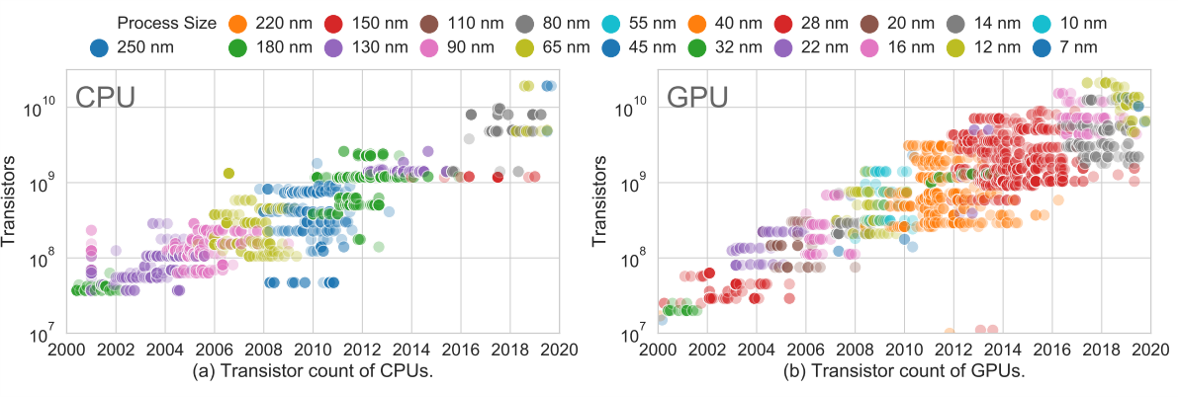 Process Size 220 nm 150 nm 110 nm 80 nm 55 nm 40 nm 28 nm 20 nm 14 nm 10 nm
250 nm 180 nm 130 nm 90 nm 65 nm 45 nm 32 nm 22 nm 16 nm 12 nm 7 nm
CPU
Transistors
10^10
10^9
10^8
10^7
2000 2002 2004 2006 2008 2010 2012 2014 2016 2018 2020
(a) Transistor count of CPUs.
GPU
Transistors
10^10
10^9
10^8
10^7
2000 2002 2004 2006 2008 2010 2012 2014 2016 2018 2020
(b) Transistor count of GPUs.